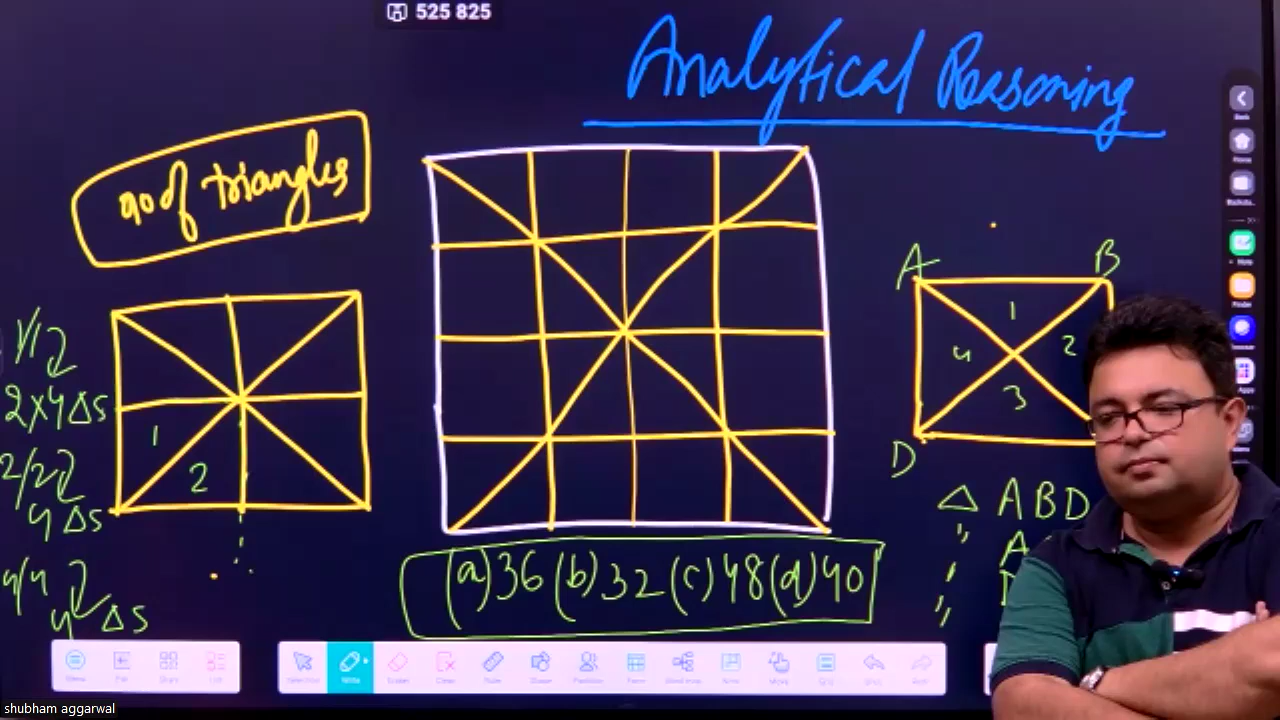 525 825
Analytical Reasoning
no of triangles
A B
1
4 2
3
D
1/1
2x4 Δs
2/2
4 Δs
4/4
4 Δs
1
2
Δ ABD
A
(a) 36 (b) 32 (c) 48 (d) 40
shubham aggarwal